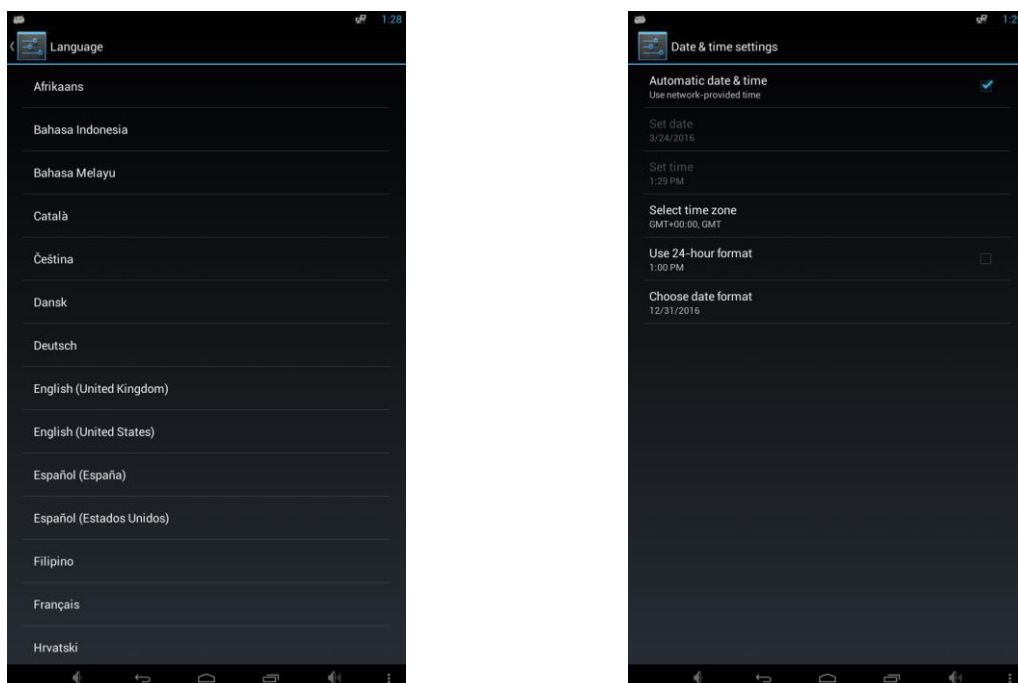 1:28
Language
Afrikaans
Bahasa Indonesia
Bahasa Melayu
Català
Čeština
Dansk
Deutsch
English (United Kingdom)
English (United States)
Español (España)
Español (Estados Unidos)
Filipino
Français
Hrvatski
Date & time settings
Automatic date & time
Use network-provided time
Set date
3/24/2016
Set time
1:29 PM
Select time zone
GMT+00:00, GMT
Use 24-hour format
1:00 PM
Choose date format
12/31/2016